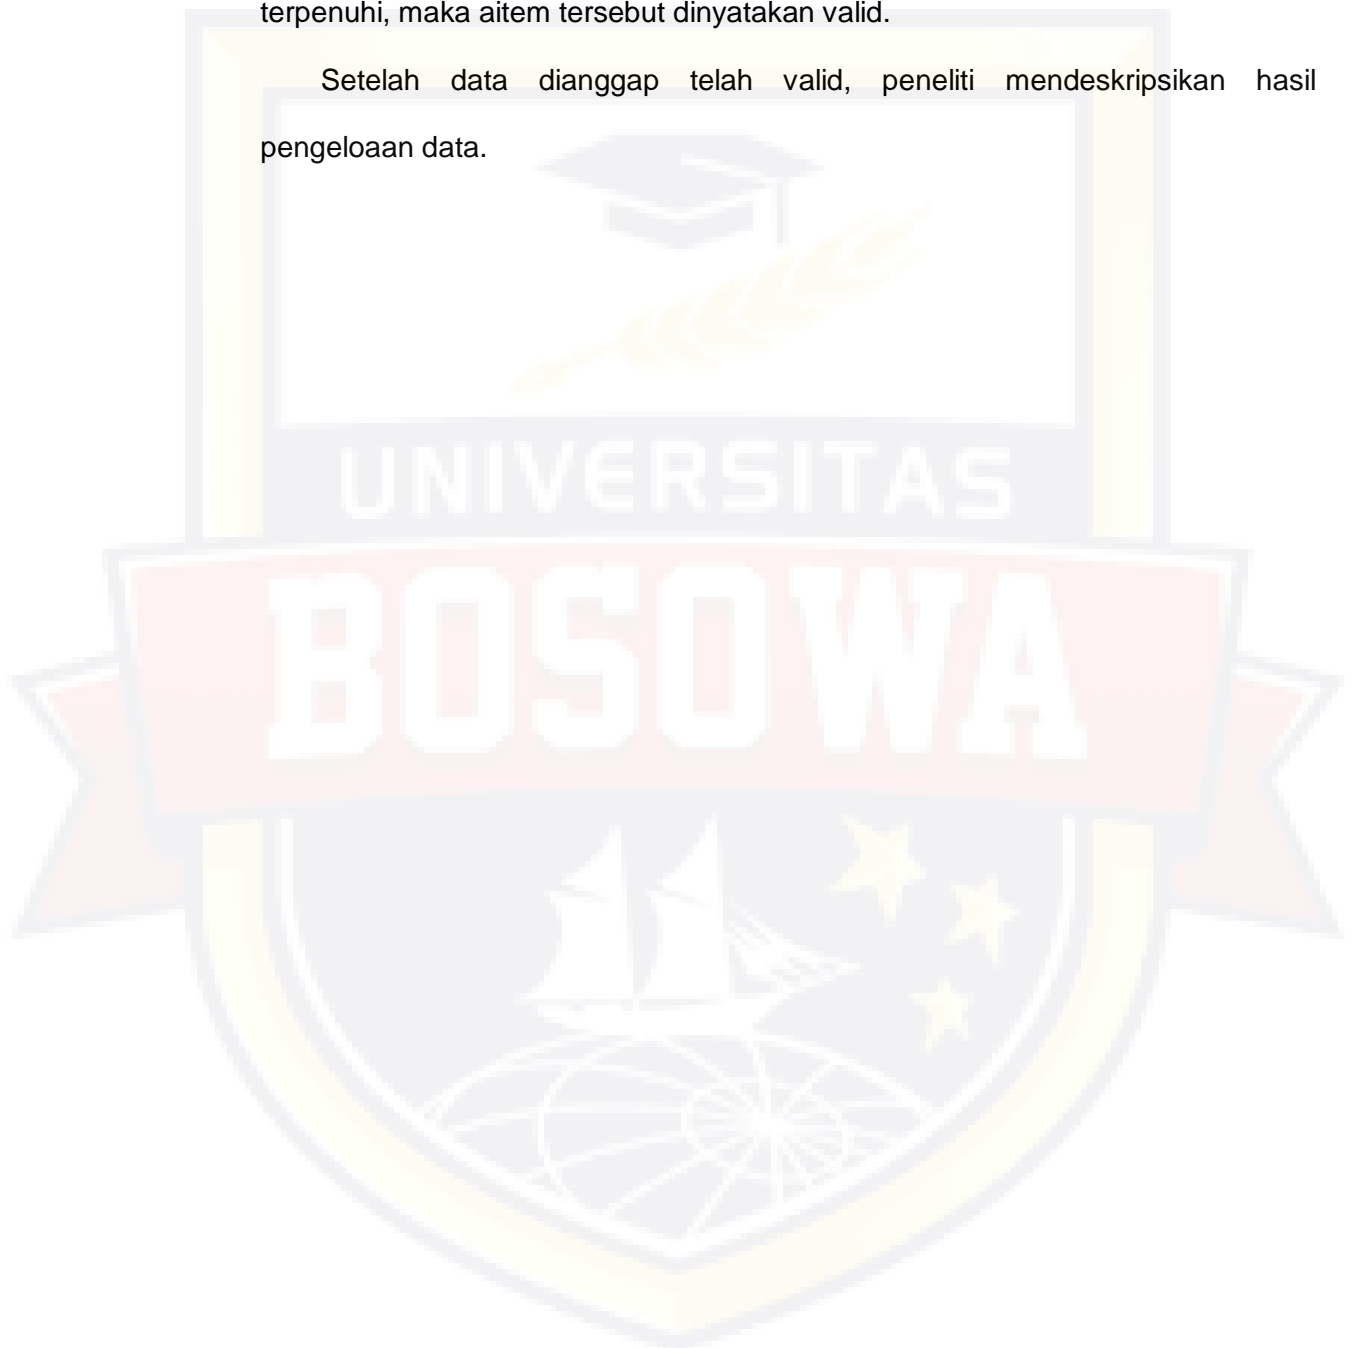 terpenuhi, maka aitem tersebut dinyatakan valid.
Setelah data dianggap telah valid, peneliti mendeskripsikan hasil
pengeloaan data.
UNIVERSITAS
BOSOWA